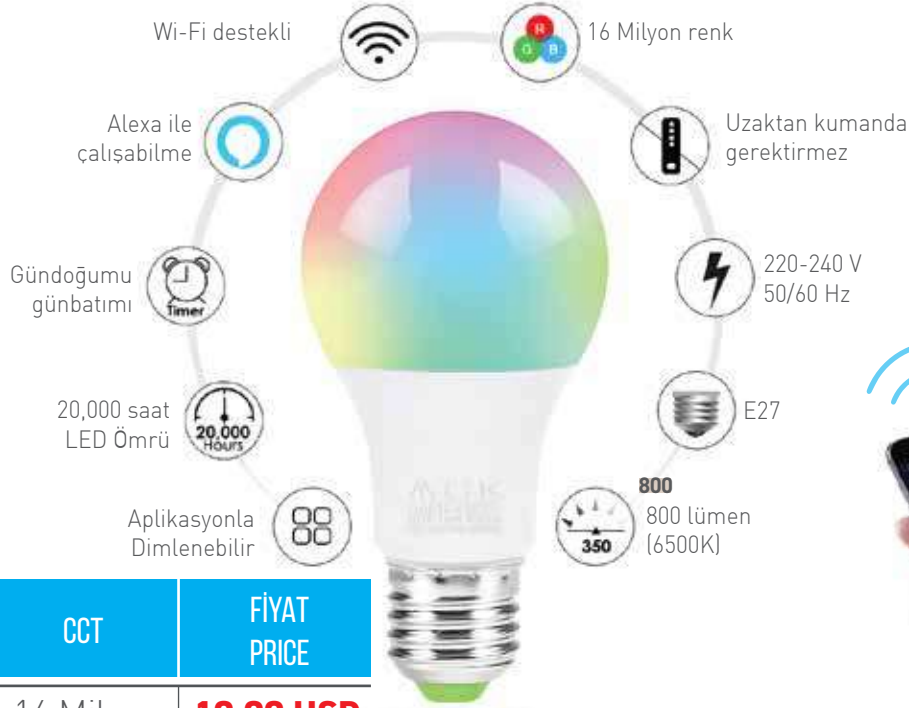 Wi-Fi destekli
16 Milyon renk
R
G B
Alexa ile
çalışabilme
Uzaktan kumanda
gerektirmez
Gündoğumu
günbatımı
Timer
220-240 V
50/60 Hz
20,000 saat
LED Ömrü
20.000
Hours
E27
Aplikasyonla
Dimlenebilir
800
350
800 lümen
(6500K)
CCT
FİYAT
PRICE